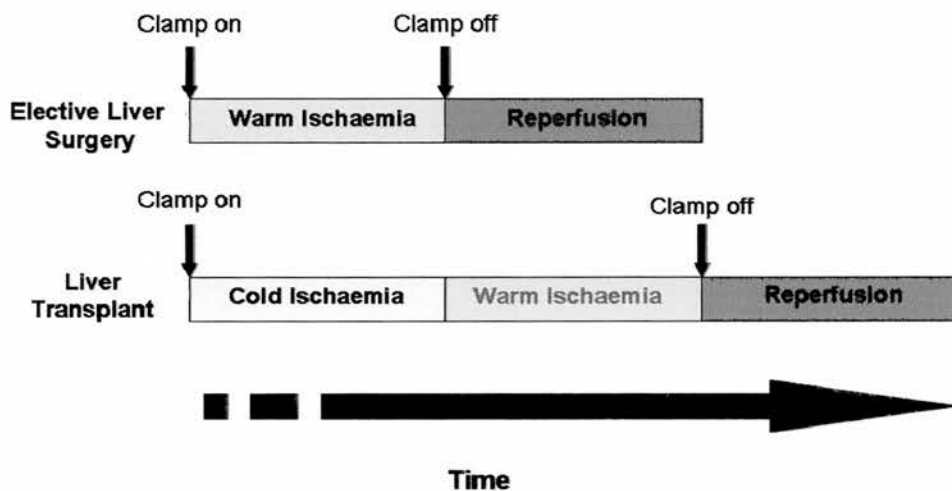 Clamp on
Clamp off
Elective Liver
Surgery
Warm Ischaemia
Reperfusion
Clamp on
Clamp off
Liver
Transplant
Cold Ischaemia
Warm Ischaemia
Reperfusion
Time